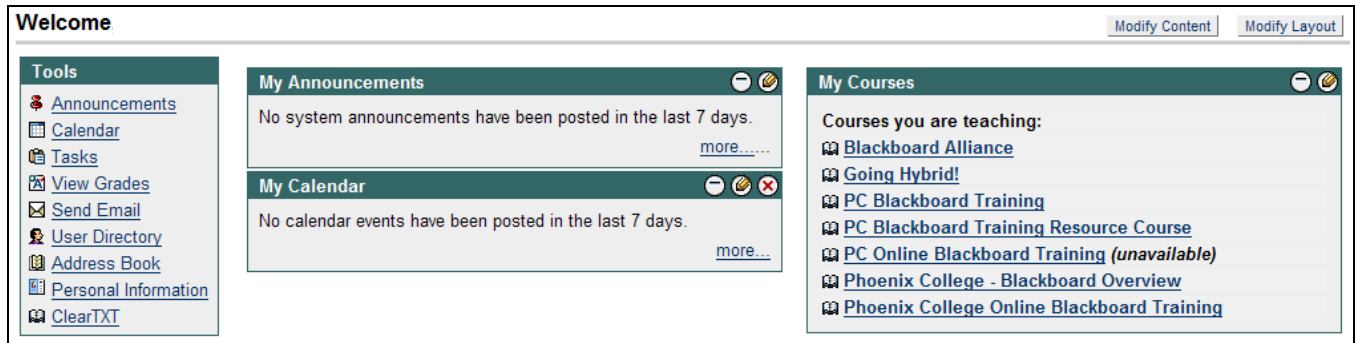 Welcome,
Modify Content
Modify Layout
Tools
Announcements
Calendar
Tasks
View Grades
Send Email
User Directory
Address Book
Personal Information
ClearTXT
My Announcements
No system announcements have been posted in the last 7 days.
more......
My Calendar
No calendar events have been posted in the last 7 days.
more...
My Courses
Courses you are teaching:
Blackboard Alliance
Going Hybrid!
PC Blackboard Training
PC Blackboard Training Resource Course
PC Online Blackboard Training (unavailable)
Phoenix College - Blackboard Overview
Phoenix College Online Blackboard Training